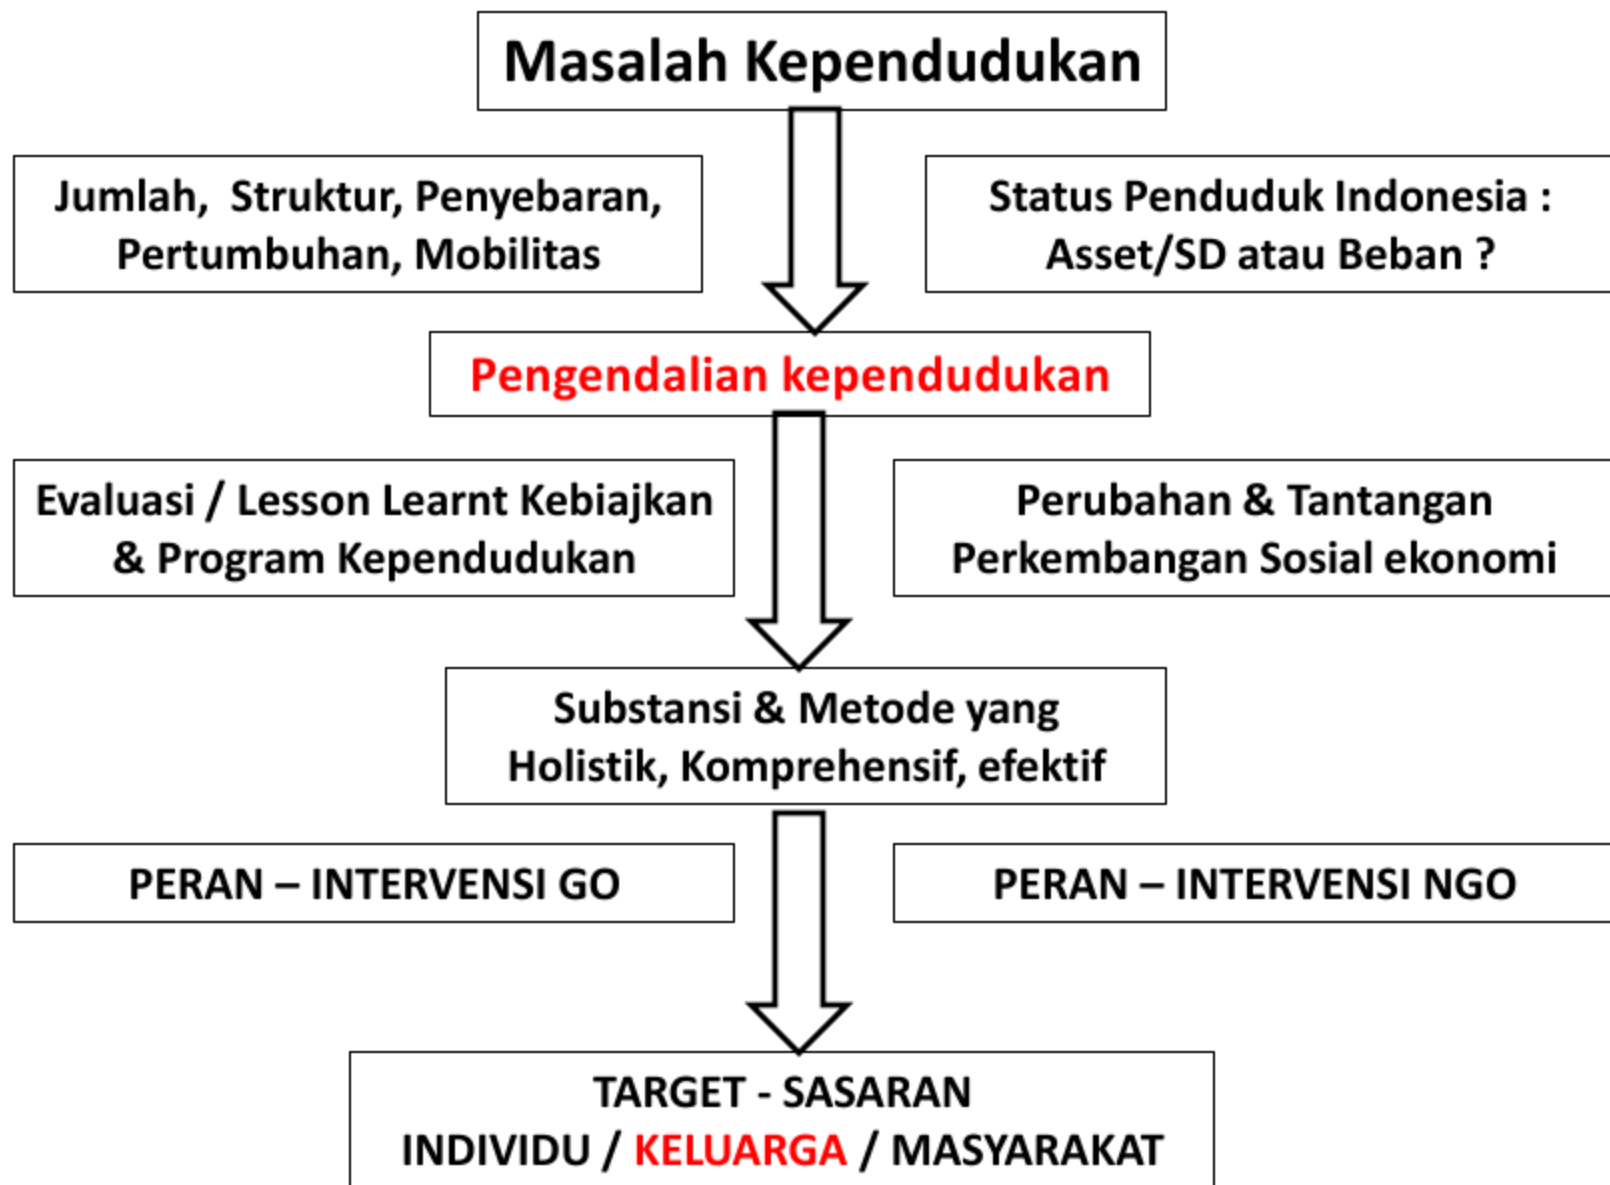 Masalah Kependudukan
Jumlah, Struktur, Penyebaran,
Pertumbuhan, Mobilitas
Status Penduduk Indonesia :
Asset/SD atau Beban ?
Pengendalian kependudukan
Evaluasi / Lesson Learnt Kebiajkan
& Program Kependudukan
Perubahan & Tantangan
Perkembangan Sosial ekonomi
Substansi & Metode yang
Holistik, Komprehensif, efektif
PERAN – INTERVENSI GO
PERAN – INTERVENSI NGO
TARGET - SASARAN
INDIVIDU / KELUARGA / MASYARAKAT